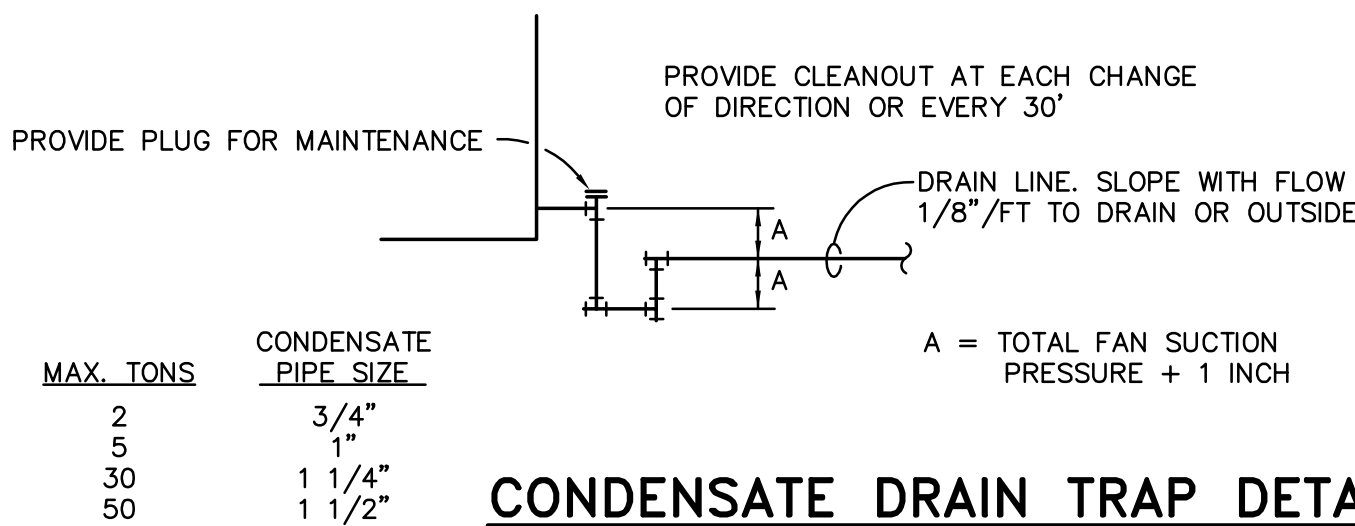 PROVIDE CLEANOUT AT EACH CHANGE
OF DIRECTION OR EVERY 30'
PROVIDE PLUG FOR MAINTENANCE
DRAIN LINE. SLOPE WITH FLOW
1/8"/FT TO DRAIN OR OUTSIDE
A
A
A = TOTAL FAN SUCTION
PRESSURE + 1 INCH
CONDENSATE
MAX. TONS PIPE SIZE
2 3/4"
5 1"
30 1 1/4"
50 1 1/2"
CONDENSATE DRAIN TRAP